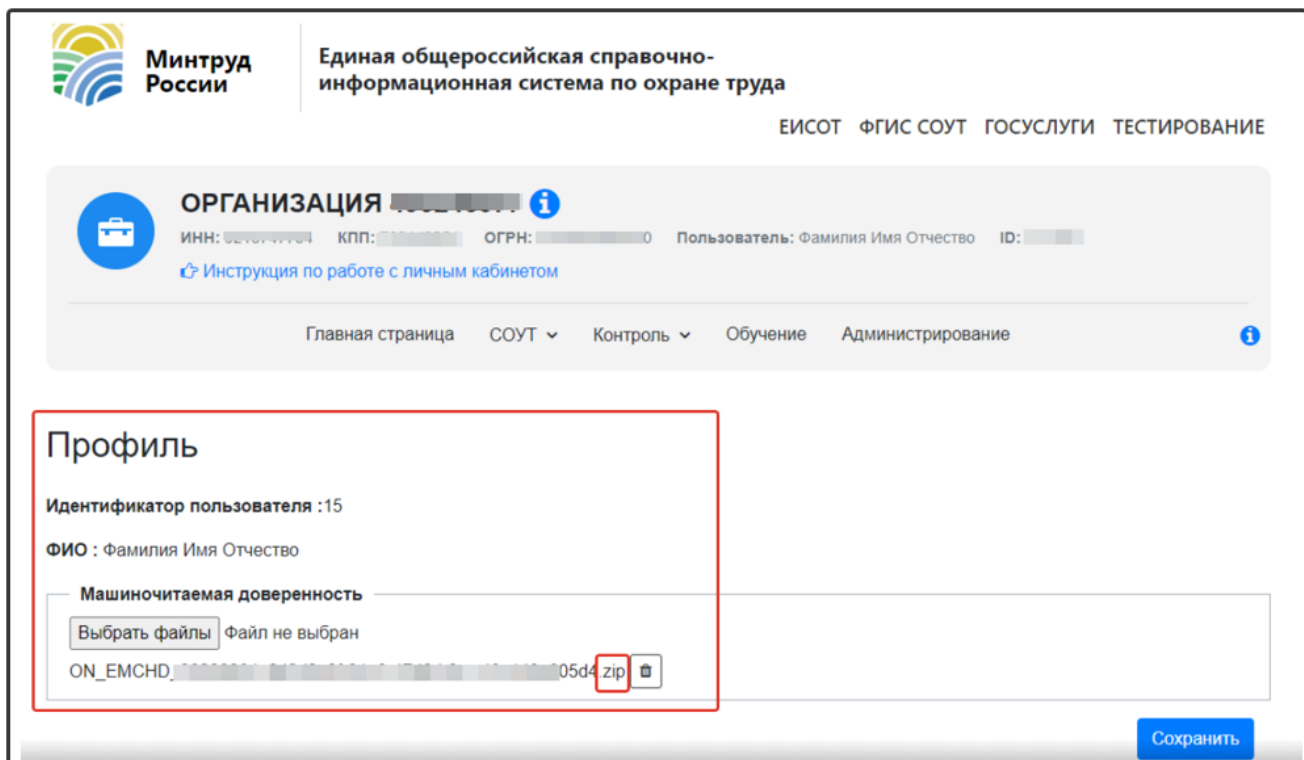 Минтруд
России
Единая общероссийская справочно-
информационная система по охране труда
ЕИСОТ ФГИС СОУТ ГОСУСЛУГИ ТЕСТИРОВАНИЕ
ОРГАНИЗАЦИЯ
ИНН: КПП: ОГРН: Пользователь: Фамилия Имя Отчество ID:
Инструкция по работе с личным кабинетом
Главная страница СОУТ Контроль Обучение Администрирование
Профиль
Идентификатор пользователя :15
ФИО : Фамилия Имя Отчество
Машиночитаемая доверенность
Выбрать файлы Файл не выбран
ON_EMCHD_ 05d4.zip
Сохранить